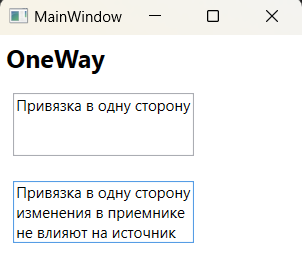 MainWindow
OneWay
Привязка в одну сторону
Привязка в одну сторону
изменения в приемнике
не влияют на источник